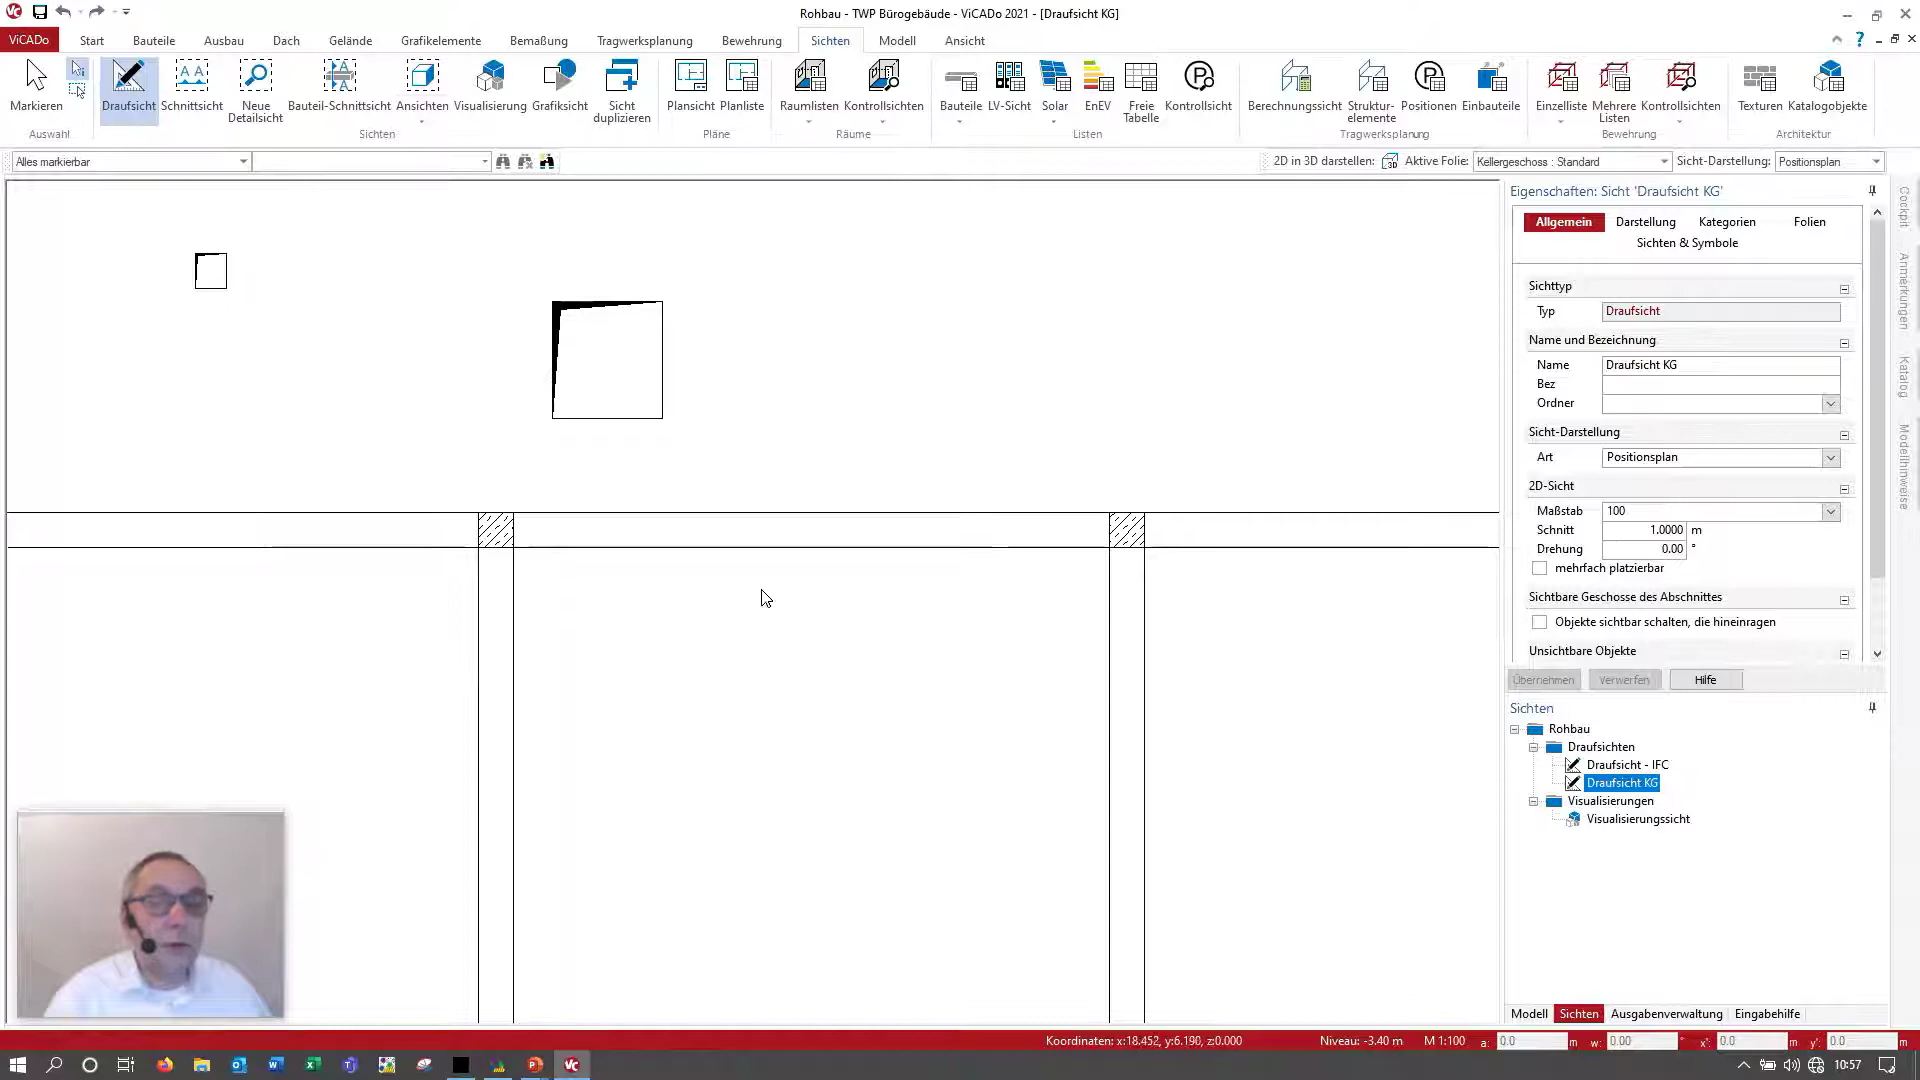 Rohbau - TWP Bürogebäude - ViCADo 2021 - [Draufsicht KG]
ViCADo Start Bauteile Ausbau Dach Gelände Grafikelemente Bemaßung Tragwerksplanung Bewehrung Sichten Modell Ansicht
Markieren Draufsicht Schnittsicht Neue Detailsicht Bauteil-Schnittsicht Ansichten Visualisierung Grafiksicht Sicht duplizieren Plansicht Planliste Raumlisten Kontrollsichten Bauteile LV-Sicht Solar EnEV Freie Tabelle Kontrollsicht Berechnungssicht Struktur-elemente Positionen Einbauteile Einzelliste Mehrere Listen Kontrollsichten Texturen Katalogobjekte
Auswahl Sichten Pläne Räume Listen Tragwerksplanung Bewehrung Architektur
Alles markierbar 2D in 3D darstellen: Aktive Folie: Kellergeschoss : Standard Sicht-Darstellung: Positionsplan
Eigenschaften: Sicht 'Draufsicht KG'
Allgemein Darstellung Kategorien Folien
Sichten & Symbole
Sichttyp
Typ Draufsicht
Name und Bezeichnung
Name Draufsicht KG
Bez
Ordner
Sicht-Darstellung
Art Positionsplan
2D-Sicht
Maßstab 100
Schnitt 1.0000 m
Drehung 0.00 °
mehrfach platzierbar
Sichtbare Geschosse des Abschnittes
Objekte sichtbar schalten, die hineinragen
Unsichtbare Objekte
Übernehmen Verwerfen Hilfe
Cockpit
Anmerkungen
Katalog
Modellhinweise
Sichten
Rohbau
Draufsichten
Draufsicht - IFC
Draufsicht KG
Visualisierungen
Visualisierungssicht
Modell Sichten Ausgabenverwaltung Eingabehilfe
Koordinaten: x:18.452, y:6.190, z:0.000 Niveau: -3.40 m M 1:100 a: 0.0 m w: 0.00 ° x': 0.0 m y': 0.0 m
10:57